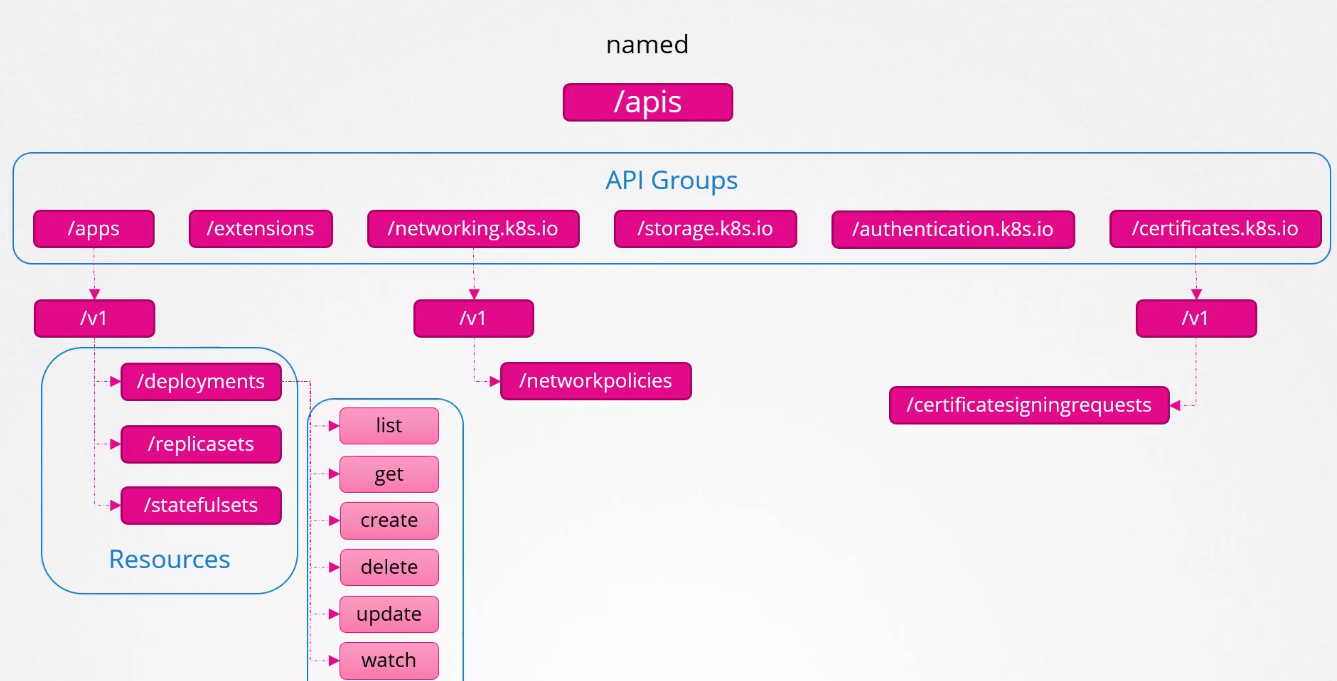 named
/apis
API Groups
/apps
/extensions
/networking.k8s.io
/storage.k8s.io
/authentication.k8s.io
/certificates.k8s.io
/v1
/v1
/v1
/deployments
/networkpolicies
/certificatesigningrequests
/replicasets
/statefulsets
Resources
list
get
create
delete
update
watch